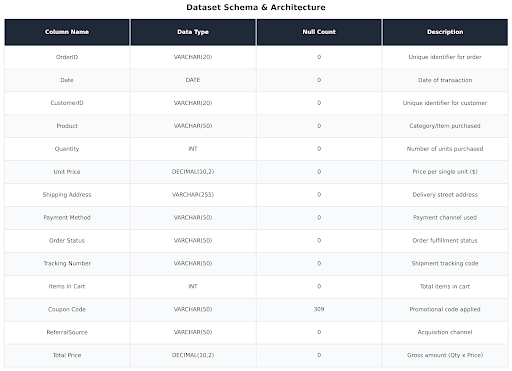 Dataset Schema & Architecture
Column Name Data Type Null Count Description
OrderID VARCHAR(20) 0 Unique identifier for order
Date DATE 0 Date of transaction
CustomerID VARCHAR(20) 0 Unique identifier for customer
Product VARCHAR(50) 0 Category/Item purchased
Quantity INT 0 Number of units purchased
Unit Price DECIMAL(10,2) 0 Price per single unit ($)
Shipping Address VARCHAR(255) 0 Delivery street address
Payment Method VARCHAR(50) 0 Payment channel used
Order Status VARCHAR(50) 0 Order fulfillment status
Tracking Number VARCHAR(50) 0 Shipment tracking code
Items In Cart INT 0 Total items in cart
Coupon Code VARCHAR(50) 309 Promotional code applied
ReferralSource VARCHAR(50) 0 Acquisition channel
Total Price DECIMAL(10,2) 0 Gross amount (Qty x Price)